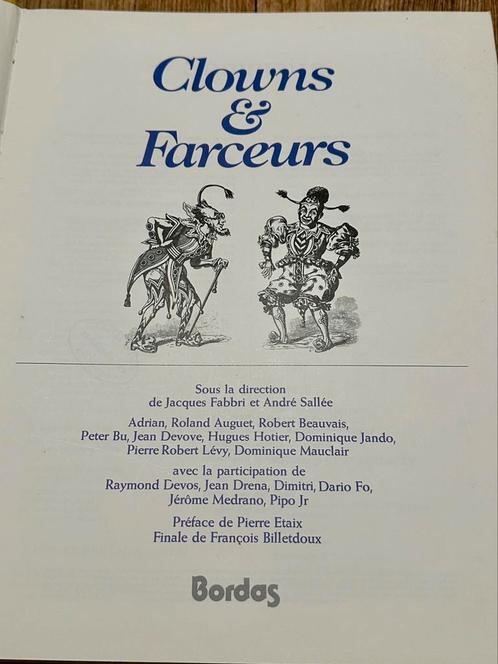 Clowns
&
Farceurs
Sous la direction
de Jacques Fabbri et André Sallée
Adrian, Roland Auguet, Robert Beauvais,
Peter Bu, Jean Devove, Hugues Hotier, Dominique Jando,
Pierre Robert Lévy, Dominique Mauclair
avec la participation de
Raymond Devos, Jean Drena, Dimitri, Dario Fo,
Jérôme Medrano, Pipo Jr
Préface de Pierre Etaix
Finale de François Billetdoux
Bordas